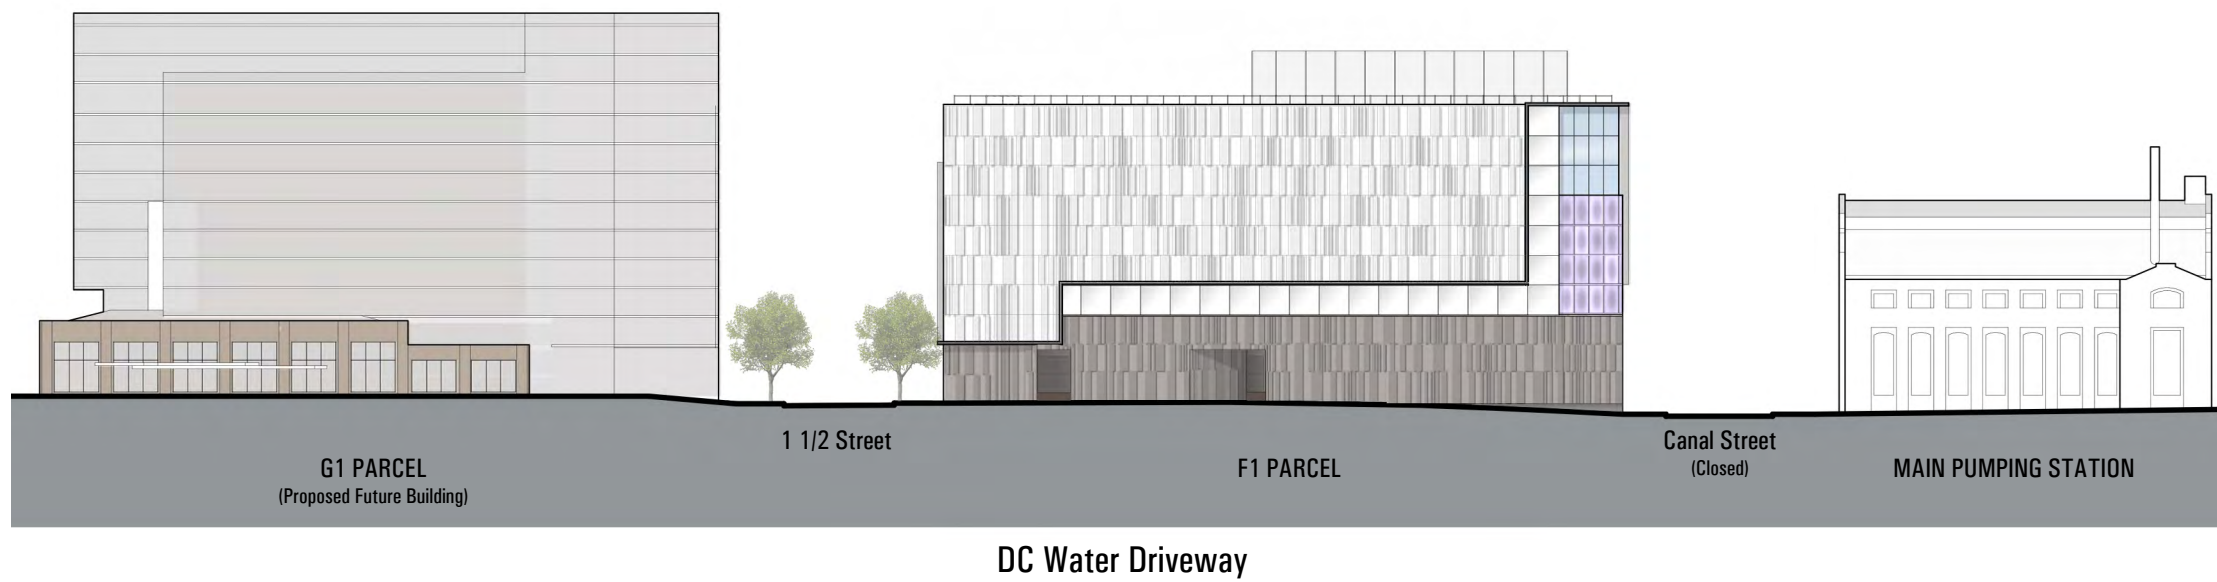 1 1/2 Street
Canal Street
G1 PARCEL
F1 PARCEL
(Closed)
MAIN PUMPING STATION
(Proposed Future Building)
DC Water Driveway